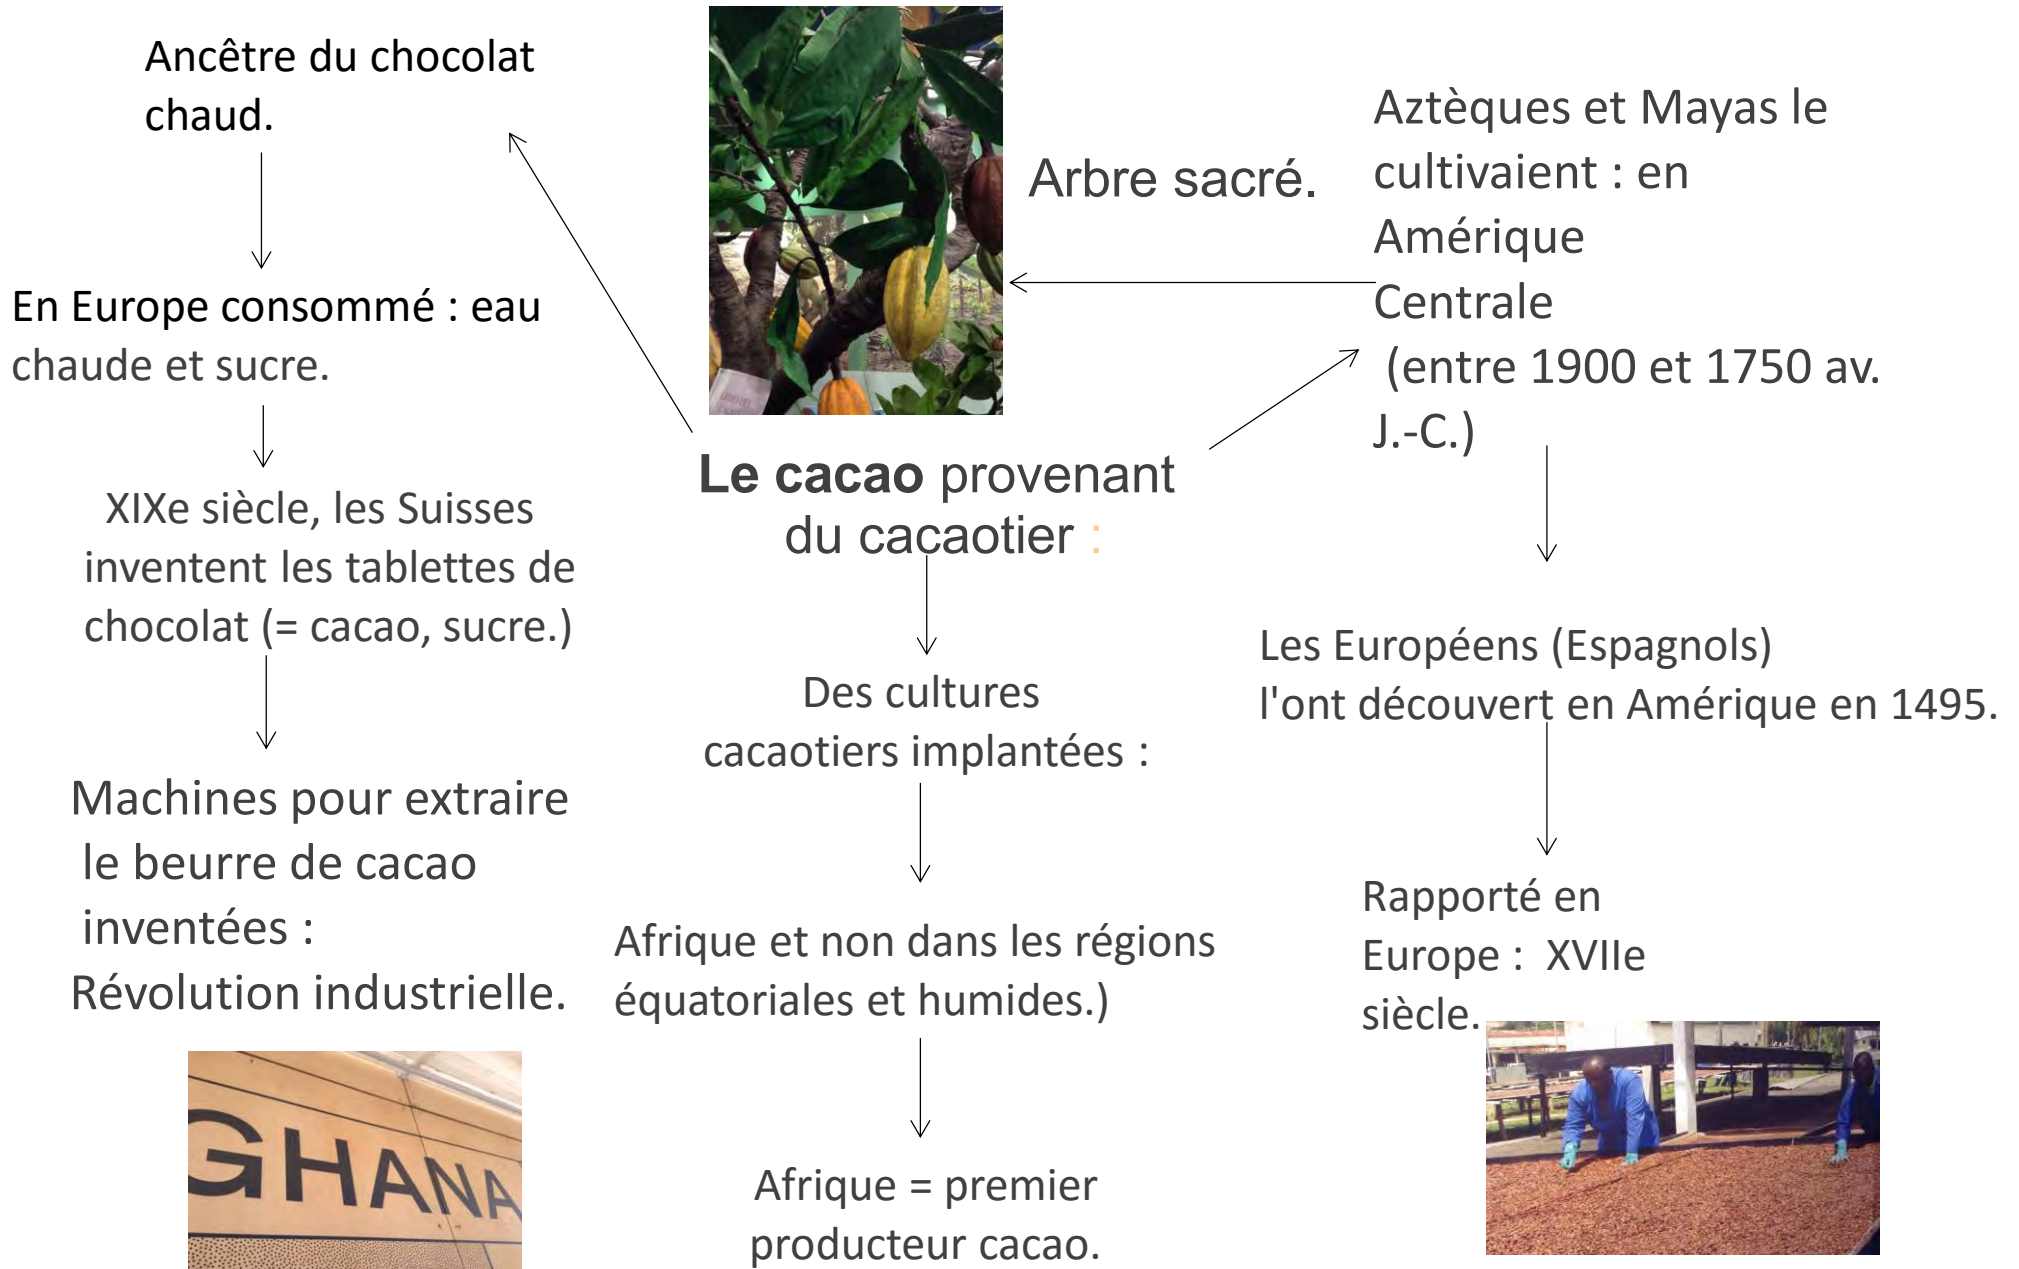 Ancêtre du chocolat
chaud.
En Europe consommé : eau
chaude et sucre.
XIXe siècle, les Suisses
inventent les tablettes de
chocolat (= cacao, sucre.)
Machines pour extraire
le beurre de cacao
inventées :
Révolution industrielle.
GHANA
Arbre sacré.
Le cacao provenant
du cacaotier :
Des cultures
cacaotiers implantées :
Afrique et non dans les régions
équatoriales et humides.)
Afrique = premier
producteur cacao.
Aztèques et Mayas le
cultivaient : en
Amérique
Centrale
(entre 1900 et 1750 av.
J.-C.)
Les Européens (Espagnols)
l'ont découvert en Amérique en 1495.
Rapporté en
Europe : XVIIe
siècle.